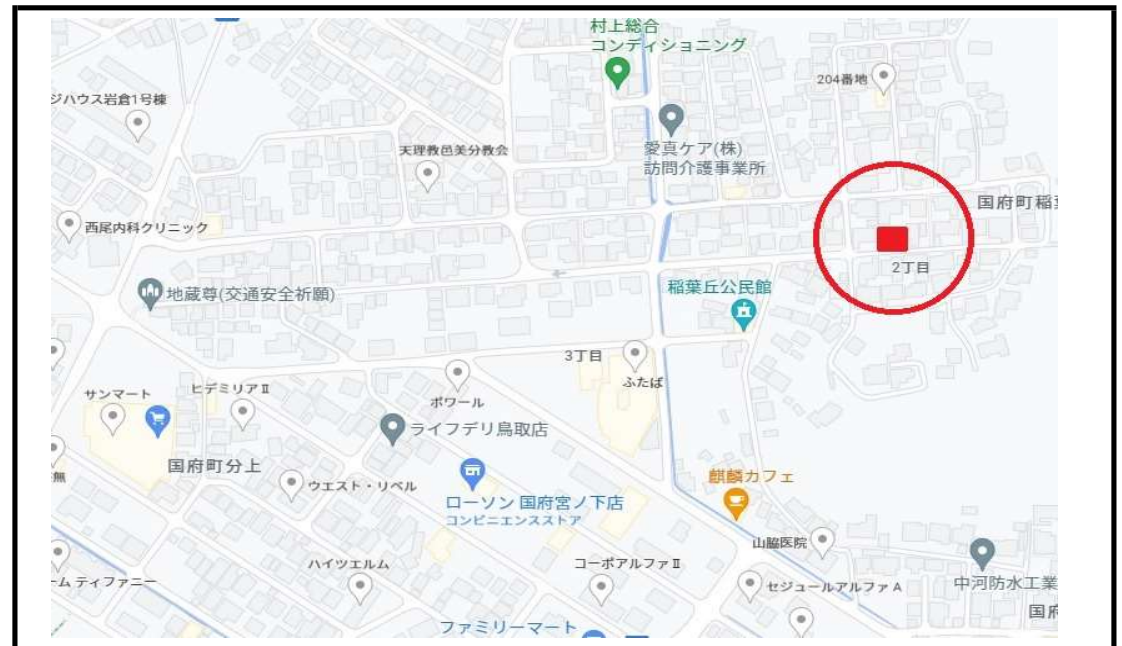 村上総合
コンディショニング
204番地
ジハウス岩倉1号棟
天理教邑美分教会
愛真ケア(株)
訪問介護事業所
国府町稲
西尾内科クリニック
2丁目
地蔵尊(交通安全祈願)
稲葉丘公民館
3丁目
ふたば
サンマート
ヒデミリアⅡ
ボワール
ライフデリ鳥取店
国府町分上
無
ウエスト・リベル
麒麟カフェ
ローソン 国府宮ノ下店
コンビニエンスストア
山脇医院
ハイツエルム
コーポアルファⅡ
ーム ティファニー
セジュールアルファ A
中河防水工業
国府
ファミリーマート